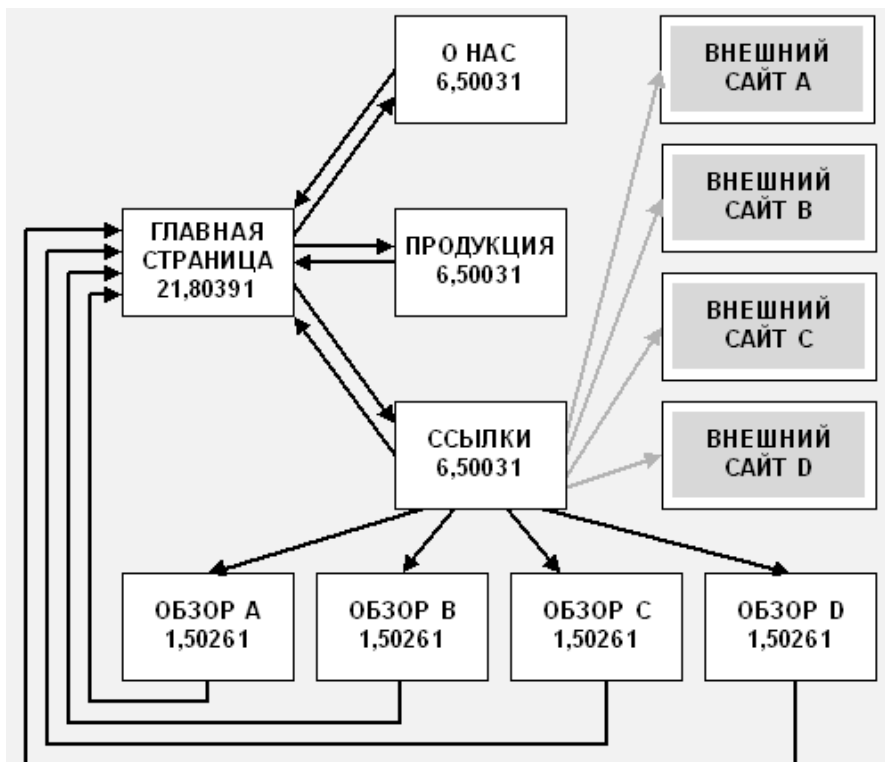 О НАС
6,50031
ВНЕШНИЙ
САЙТ A
ВНЕШНИЙ
САЙТ B
ГЛАВНАЯ
СТРАНИЦА
21,80391
ПРОДУКЦИЯ
6,50031
ВНЕШНИЙ
САЙТ C
ССЫЛКИ
6,50031
ВНЕШНИЙ
САЙТ D
ОБЗОР A
1,50261
ОБЗОР B
1,50261
ОБЗОР C
1,50261
ОБЗОР D
1,50261